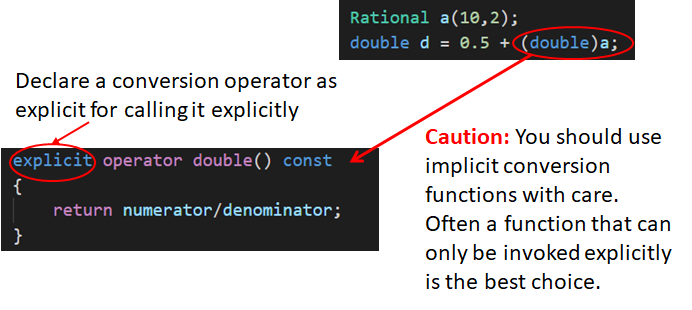 Rational a(10,2);
double d = 0.5 + (double)a;
Declare a conversion operator as
explicit for calling it explicitly
explicit operator double() const
{
    return numerator/denominator;
}
Caution: You should use
implicit conversion
functions with care.
Often a function that can
only be invoked explicitly
is the best choice.